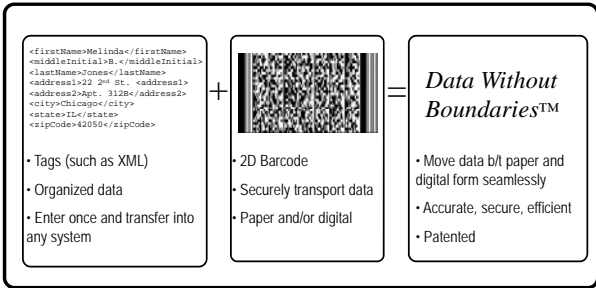 <firstName>Melinda</firstName>
<middleInitial>B.</middleInitial>
<lastName>Jones</lastName>
<address1>22 2nd St. <address1>
<address2>Apt. 312B</address2>
<city>Chicago</city>
<state>IL</state>
<zipCode>42050</zipCode>
• Tags (such as XML)
• Organized data
• Enter once and transfer into
any system
+
• 2D Barcode
• Securely transport data
• Paper and/or digital
=
Data Without
Boundaries™
• Move data b/t paper and
digital form seamlessly
• Accurate, secure, efficient
• Patented